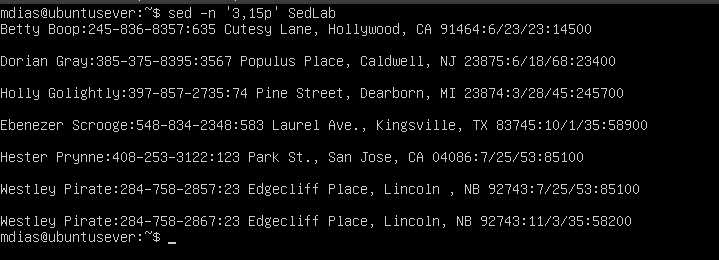 mdias@ubuntusever:~$ sed -n '3,15p' SedLab
Betty Boop:245-836-8357:635 Cutesy Lane, Hollywood, CA 91464:6/23/23:14500
Dorian Gray:385-375-8395:3567 Populus Place, Caldwell, NJ 23875:6/18/68:23400
Holly Golightly:397-857-2735:74 Pine Street, Dearborn, MI 23874:3/28/45:245700
Ebenezer Scrooge:548-834-2348:583 Laurel Ave., Kingsville, TX 83745:10/1/35:58900
Hester Prynne:408-253-3122:123 Park St., San Jose, CA 04086:7/25/53:85100
Westley Pirate:284-758-2857:23 Edgecliff Place, Lincoln , NB 92743:7/25/53:85100
Westley Pirate:284-758-2867:23 Edgecliff Place, Lincoln, NB 92743:11/3/35:58200
mdias@ubuntusever:~$ _